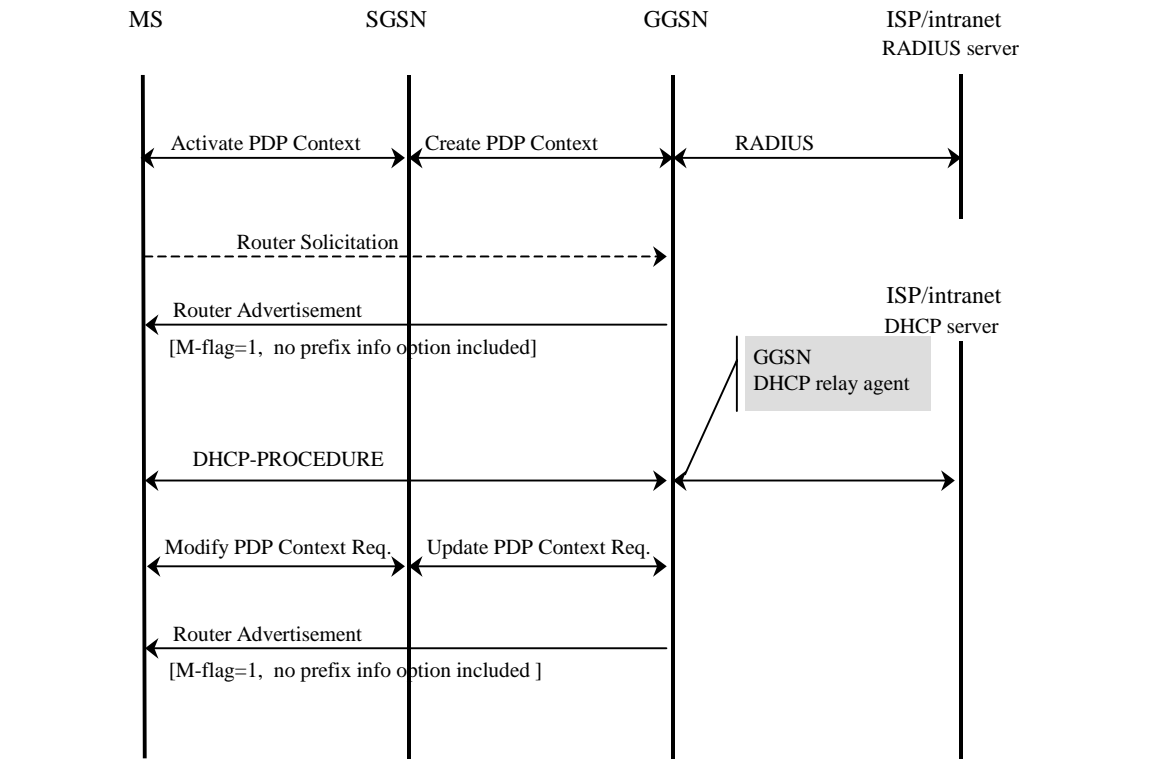 MS
SGSN
GGSN
ISP/intranet
RADIUS server
Activate PDP Context
Create PDP Context
RADIUS
Router Solicitation
Router Advertisement
[M-flag=1, no prefix info option included]
ISP/intranet
DHCP server
GGSN
DHCP relay agent
DHCP-PROCEDURE
Modify PDP Context Req.
Update PDP Context Req.
Router Advertisement
[M-flag=1, no prefix info option included ]